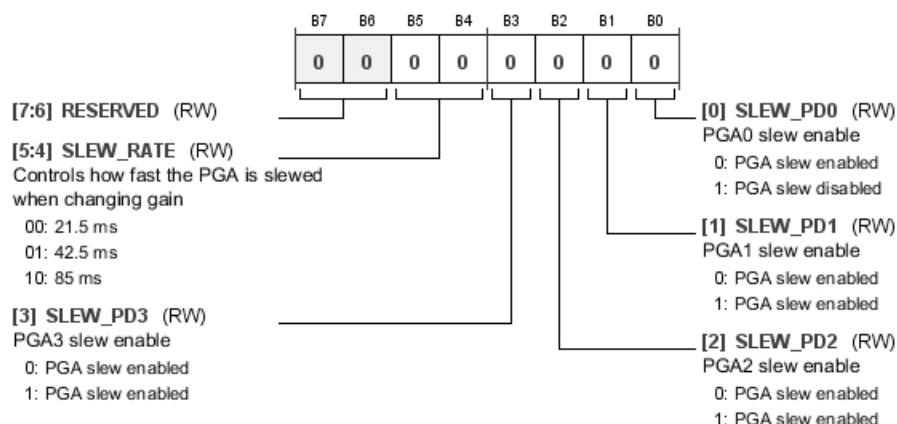 B7 B6 B5 B4 B3 B2 B1 B0
0 0 0 0 0 0 0 0
[7:6] RESERVED (RW)
[5:4] SLEW_RATE (RW)
Controls how fast the PGA is slewed
when changing gain
00: 21.5 ms
01: 42.5 ms
10: 85 ms
[3] SLEW_PD3 (RW)
PGA3 slew enable
0: PGA slew enabled
1: PGA slew enabled
[0] SLEW_PD0 (RW)
PGA0 slew enable
0: PGA slew enabled
1: PGA slew disabled
[1] SLEW_PD1 (RW)
PGA1 slew enable
0: PGA slew enabled
1: PGA slew enabled
[2] SLEW_PD2 (RW)
PGA2 slew enable
0: PGA slew enabled
1: PGA slew enabled